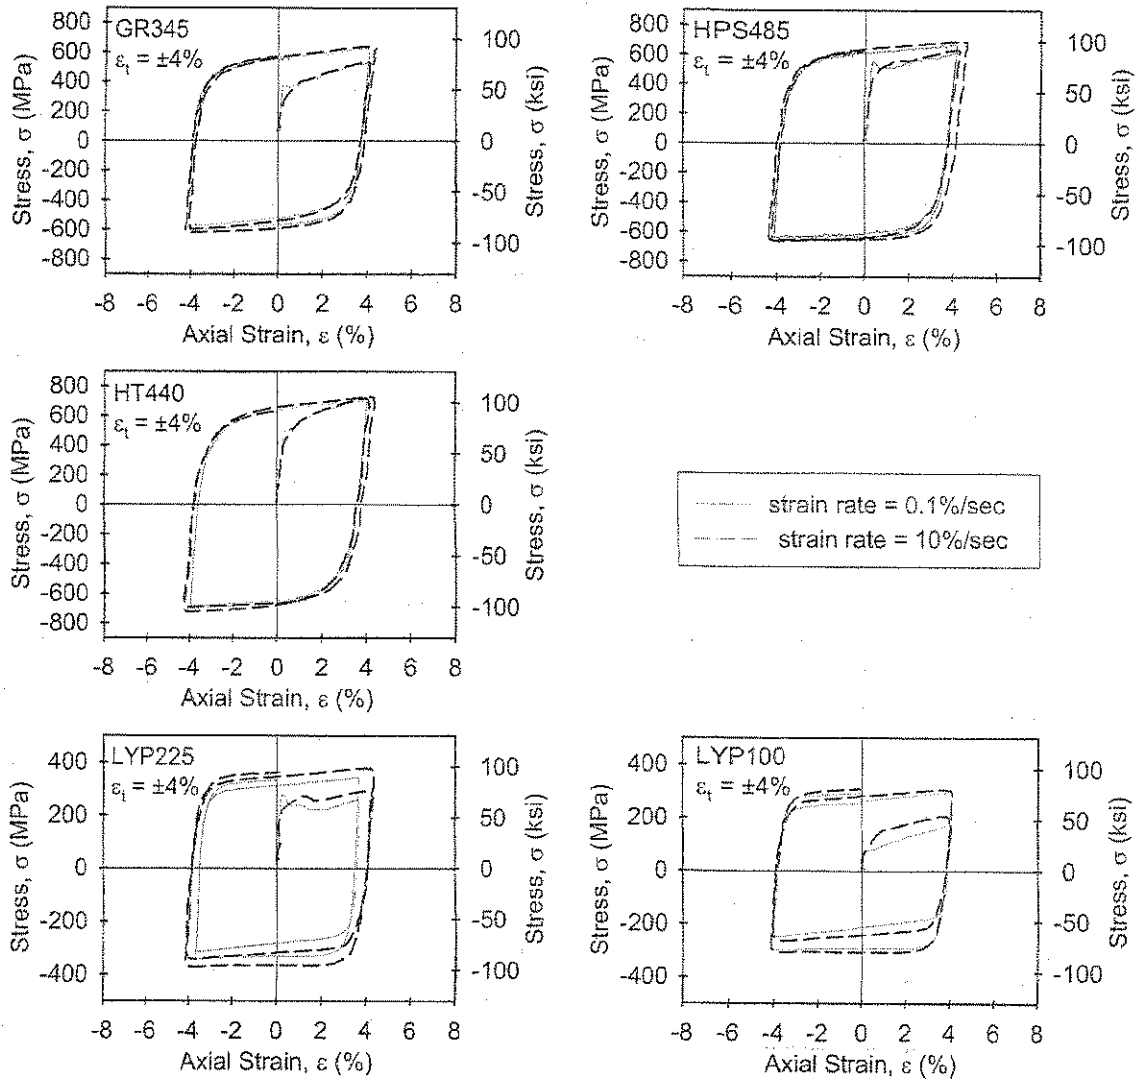 GR345
εt = ±4%
800
600
400
200
0
-200
-400
-600
-800
100
50
0
-50
-100
-8 -6 -4 -2 0 2 4 6 8
Stress, σ (MPa)
Stress, σ (ksi)
Axial Strain, ε (%)
HPS485
εt = ±4%
800
600
400
200
0
-200
-400
-600
-800
100
50
0
-50
-100
-8 -6 -4 -2 0 2 4 6 8
Stress, σ (MPa)
Stress, σ (ksi)
Axial Strain, ε (%)
HT440
εt = ±4%
800
600
400
200
0
-200
-400
-600
-800
100
50
0
-50
-100
-8 -6 -4 -2 0 2 4 6 8
Stress, σ (MPa)
Stress, σ (ksi)
Axial Strain, ε (%)
strain rate = 0.1%/sec
strain rate = 10%/sec
LYP225
εt = ±4%
400
200
0
-200
-400
100
50
0
-50
-100
-8 -6 -4 -2 0 2 4 6 8
Stress, σ (MPa)
Stress, σ (ksi)
Axial Strain, ε (%)
LYP100
εt = ±4%
400
200
0
-200
-400
100
50
0
-50
-100
-8 -6 -4 -2 0 2 4 6 8
Stress, σ (MPa)
Stress, σ (ksi)
Axial Strain, ε (%)